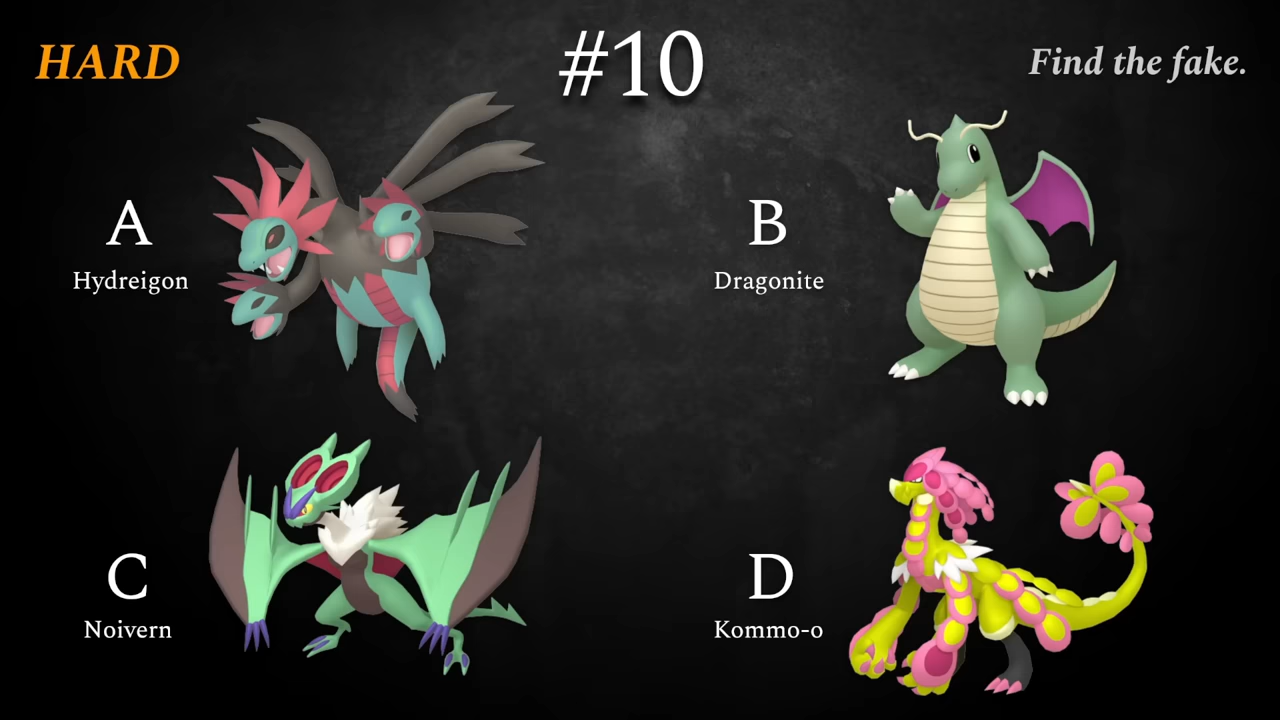 HARD
#10
Find the fake.
A
Hydreigon
B
Dragonite
C
Noivern
D
Kommo-o